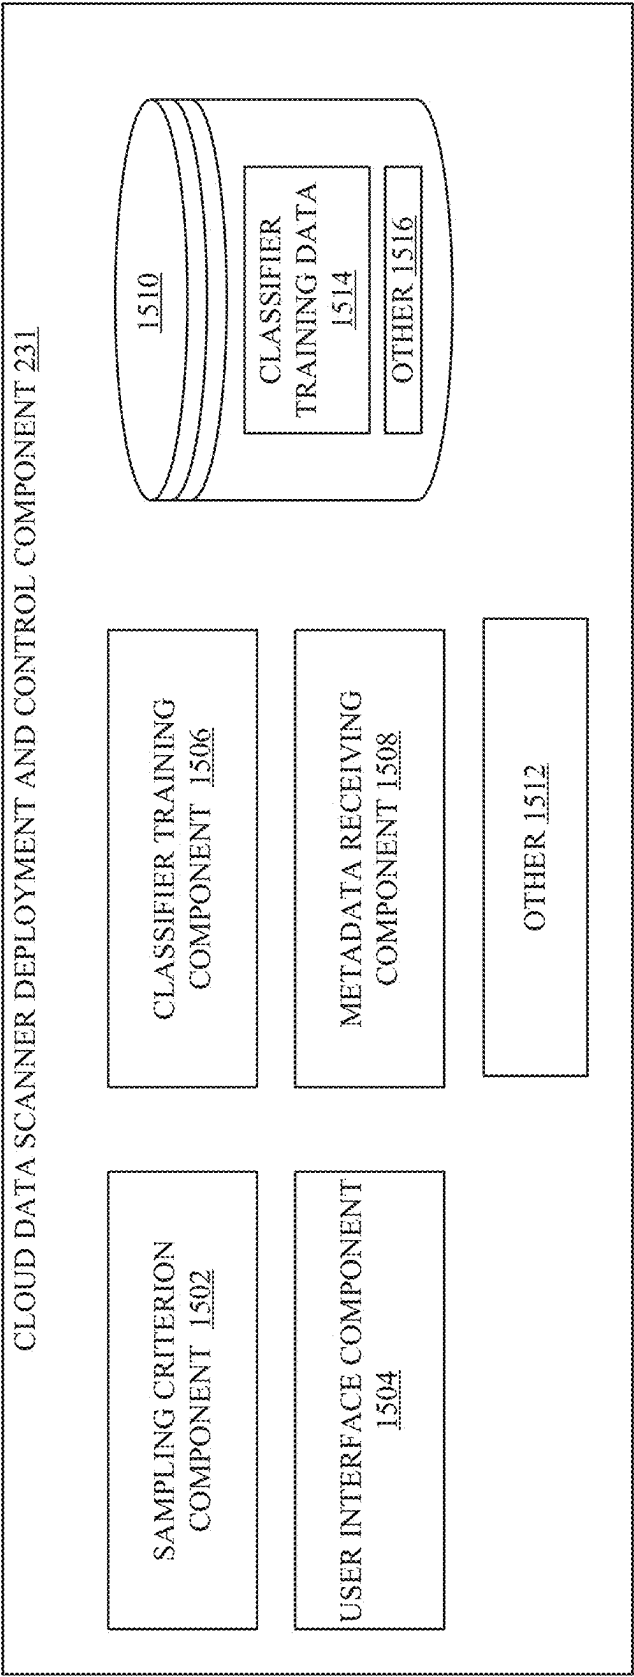 CLOUD DATA SCANNER DEPLOYMENT AND CONTROL COMPONENT 231
SAMPLING CRITERION
COMPONENT 1502
USER INTERFACE COMPONENT
1504
CLASSIFIER TRAINING
COMPONENT 1506
METADATA RECEIVING
COMPONENT 1508
OTHER 1512
1510
CLASSIFIER
TRAINING DATA
1514
OTHER 1516